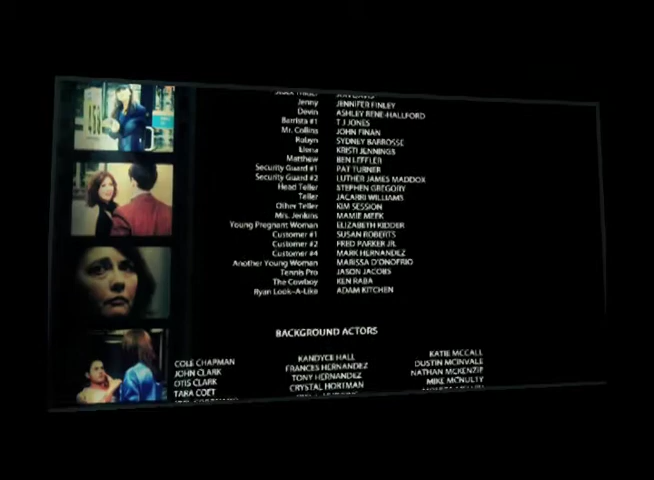 Jenny JENNIFER FINLEY
Devin ASHLEY RENE-HALLFORD
Barrista #1 T J JONES
Mr. Collins JOHN FINAN
Robyn SYDNEY BARROSSE
Elena KRISTI JENNINGS
Matthew BEN LEFFLER
Security Guard #1 PAT TURNER
Security Guard #2 LUTHER JAMES MADDOX
Head Teller STEPHEN GREGORY
Teller JACARRI WILLIAMS
Other Teller KIM SESSION
Mrs. Jenkins MAMIE MEEK
Young Pregnant Woman ELIZABETH KIDDER
Customer #1 SUSAN ROBERTS
Customer #2 FRED PARKER JR.
Customer #4 MARK HERNANDEZ
Another Young Woman MARISSA D'ONOFRIO
Tennis Pro JASON JACOBS
The Cowboy KEN RABA
Ryan Look-A-Like ADAM KITCHEN
BACKGROUND ACTORS
COLE CHAPMAN KANDYCE HALL KATIE MCCALL
JOHN CLARK FRANCES HERNANDEZ DUSTIN MCINVALE
OTIS CLARK TONY HERNANDEZ NATHAN MCKENZIE
TARA COET CRYSTAL HORTMAN MIKE MCNULTY